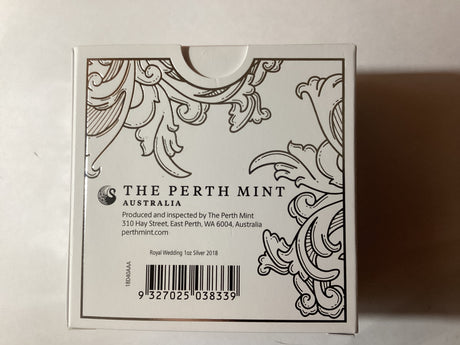 THE PERTH MINT
AUSTRALIA
Produced and inspected by The Perth Mint
310 Hay Street, East Perth, WA 6004, Australia
perthmint.com
Royal Wedding 1oz Silver 2018
18D40AAA
9 327025 038339